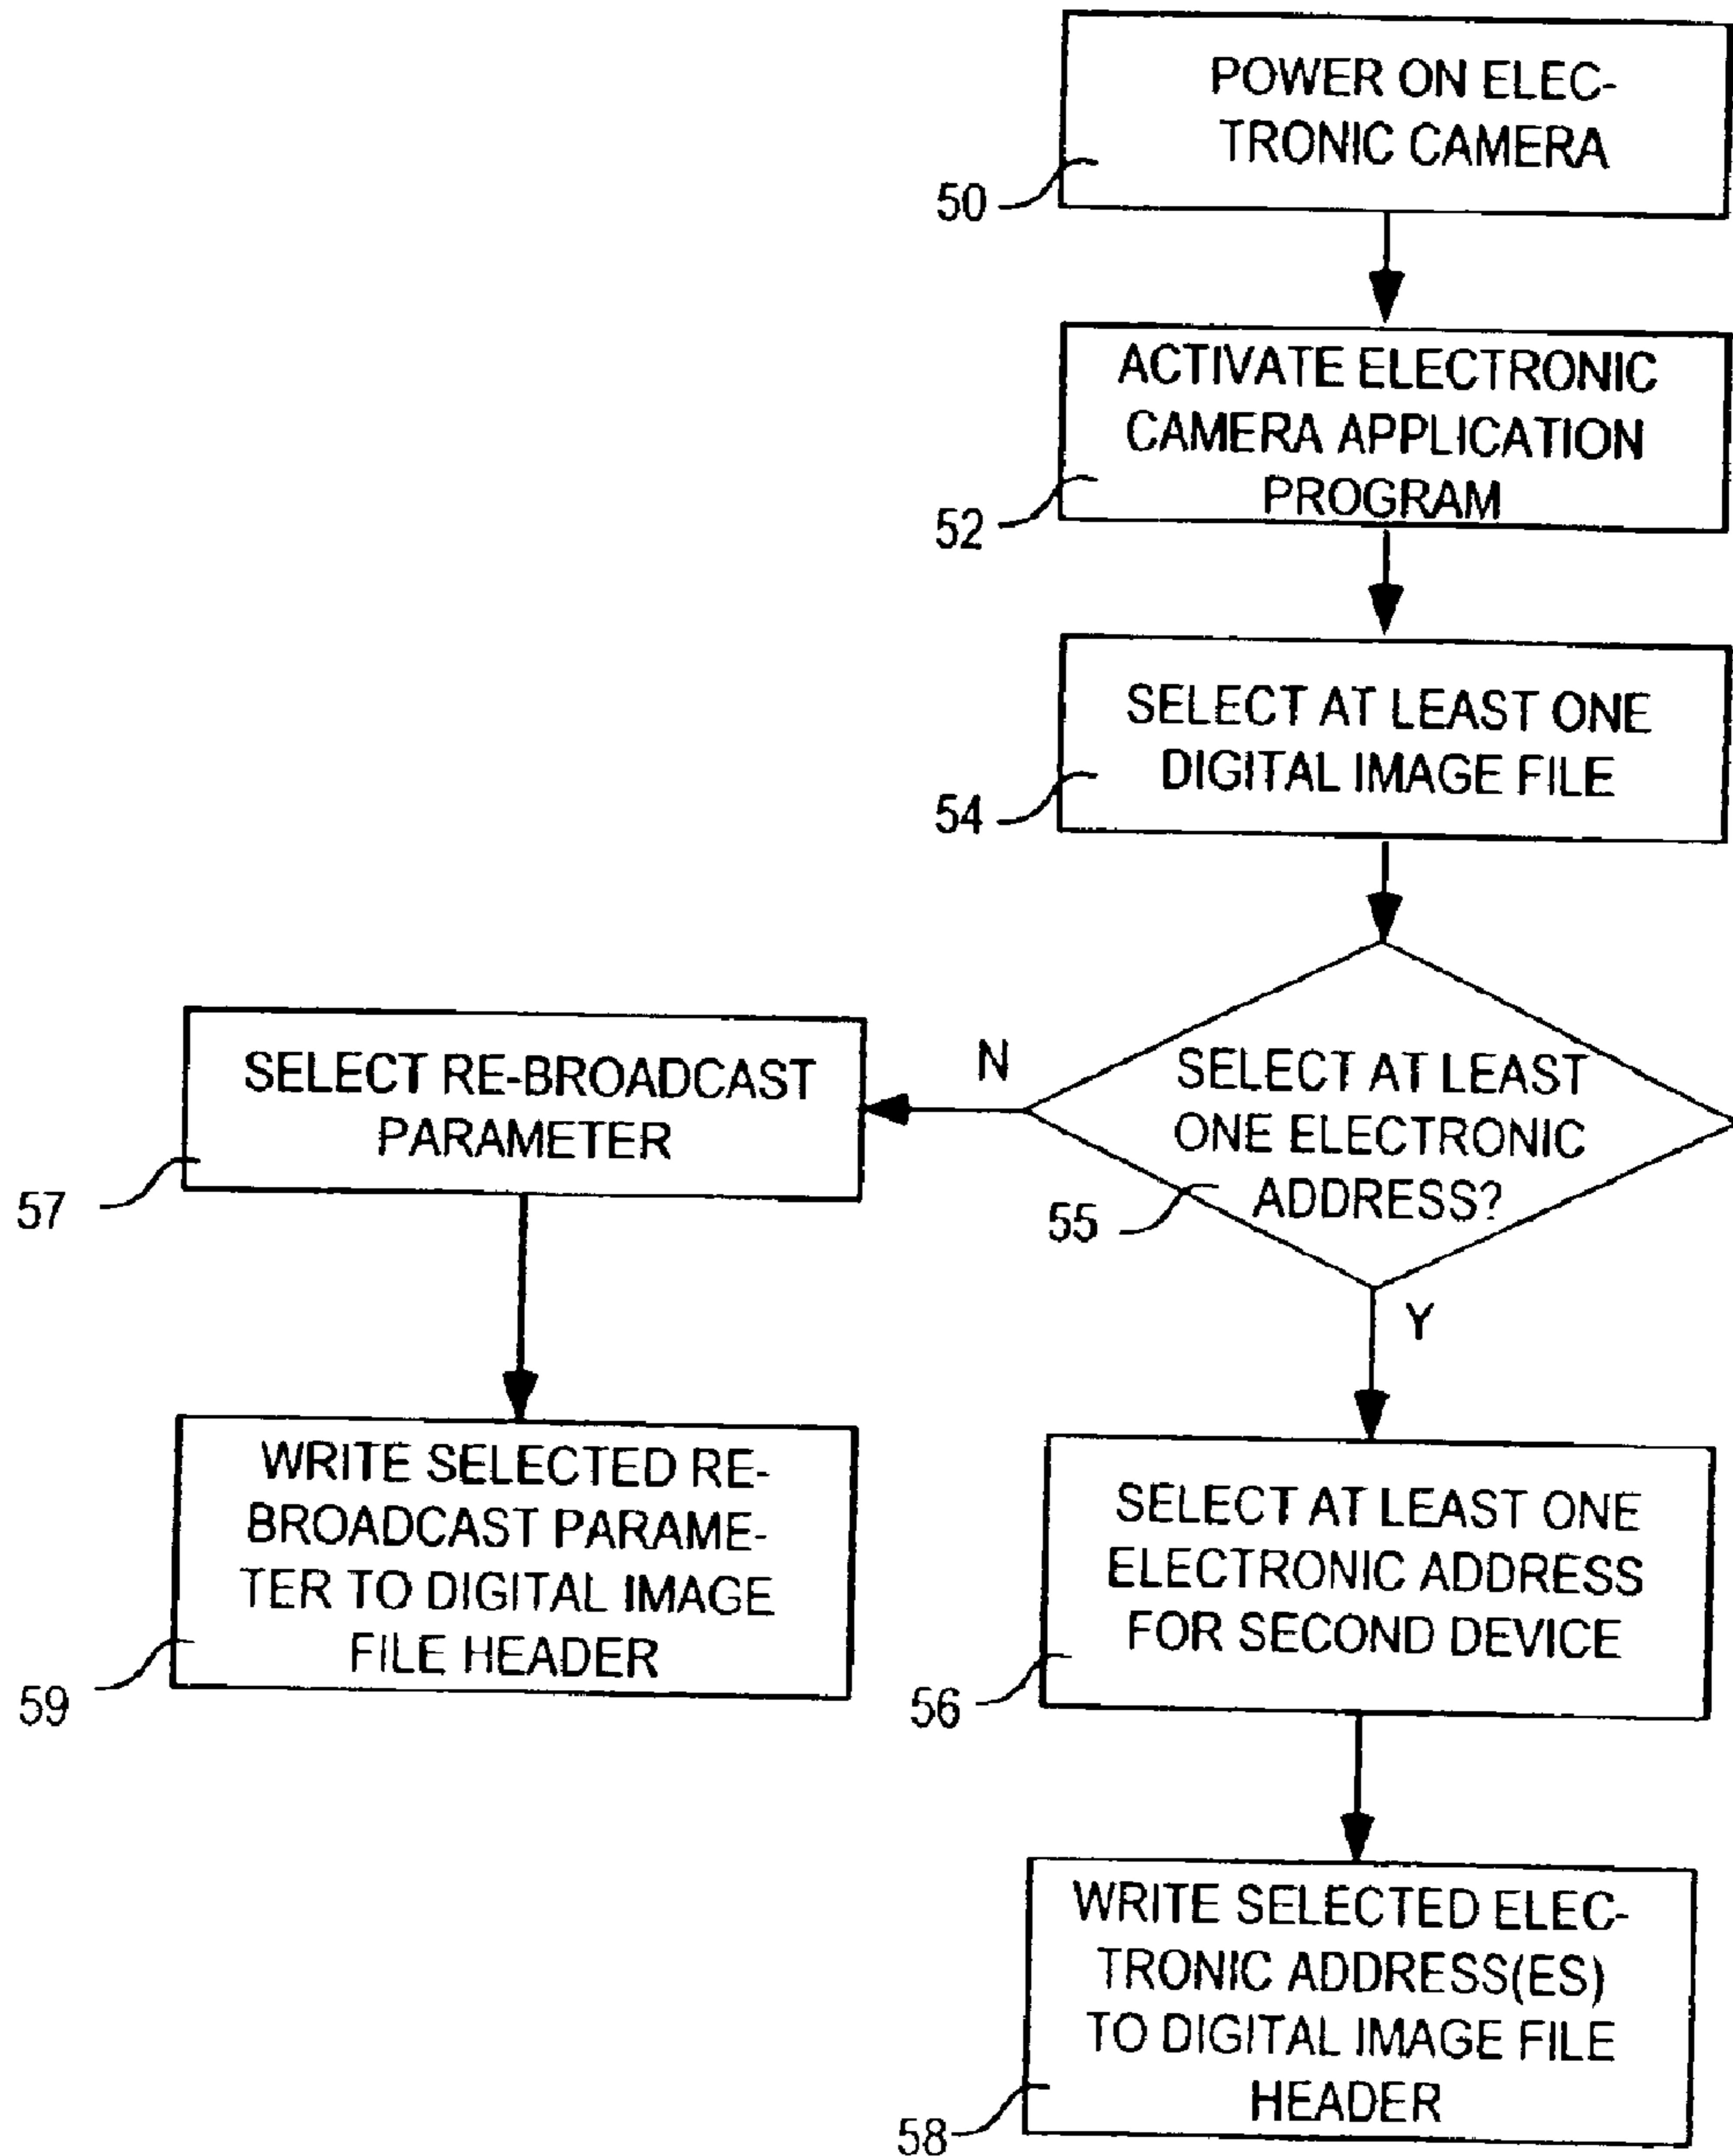 POWER ON ELEC-
TRONIC CAMERA
50
ACTIVATE ELECTRONIC
CAMERA APPLICATION
PROGRAM
52
SELECT AT LEAST ONE
DIGITAL IMAGE FILE
54
SELECT AT LEAST
ONE ELECTRONIC
ADDRESS?
55
N
Y
SELECT RE-BROADCAST
PARAMETER
57
WRITE SELECTED RE-
BROADCAST PARAME-
TER TO DIGITAL IMAGE
FILE HEADER
59
SELECT AT LEAST ONE
ELECTRONIC ADDRESS
FOR SECOND DEVICE
56
WRITE SELECTED ELEC-
TRONIC ADDRESS(ES)
TO DIGITAL IMAGE FILE
HEADER
58